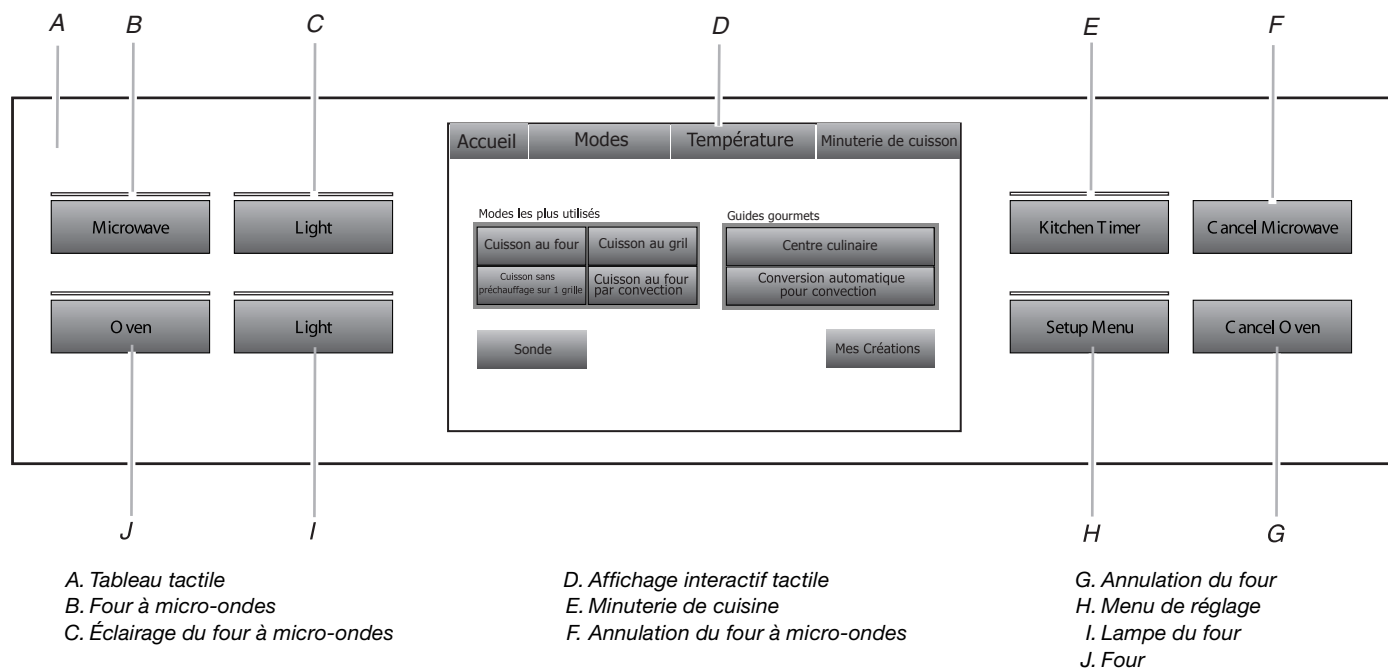 A B C D E F
Accueil Modes Température Minuterie de cuisson
Modes les plus utilisés Guides gourmets
Microwave Light Cuisson au four Cuisson au gril Centre culinaire Kitchen Timer Cancel Microwave
Cuisson sans
préchauffage sur 1 grille
Cuisson au four
par convection
Conversion automatique
pour convection
Oven Light Setup Menu Cancel Oven
Sonde Mes Créations
J I H G
A. Tableau tactile
B. Four à micro-ondes
C. Éclairage du four à micro-ondes
D. Affichage interactif tactile
E. Minuterie de cuisine
F. Annulation du four à micro-ondes
G. Annulation du four
H. Menu de réglage
I. Lampe du four
J. Four